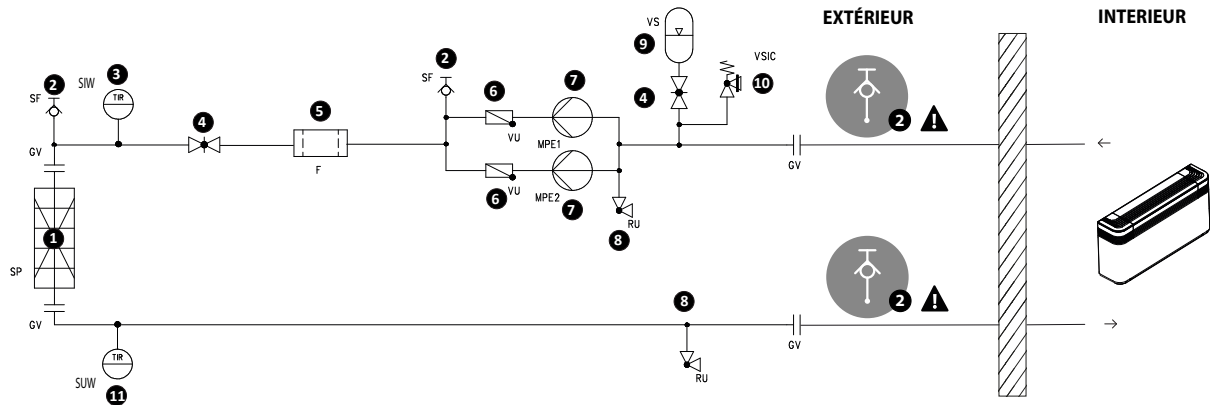 EXTÉRIEUR
INTERIEUR
VS
9
2
SF
7
VSIC
10
2
SF
SIW
3
TIR
6
4
4
5
VU
MPE1
2
GV
F
GV
6
VU
MPE2
7
8
RU
1
SP
2
8
GV
GV
TIR
SUW
11
RU